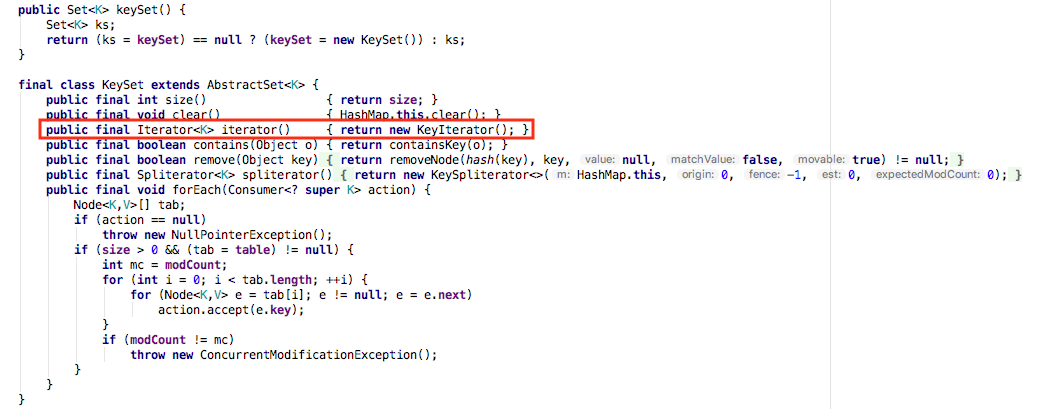 public Set<K> keySet() {
    Set<K> ks;
    return (ks = keySet) == null ? (keySet = new KeySet()) : ks;
}

final class KeySet extends AbstractSet<K> {
    public final int size()                 { return size; }
    public final void clear()               { HashMap.this.clear(); }
    public final Iterator<K> iterator()     { return new KeyIterator(); }
    public final boolean contains(Object o) { return containsKey(o); }
    public final boolean remove(Object key) { return removeNode(hash(key), key, value: null, matchValue: false, movable: true) != null; }
    public final Spliterator<K> spliterator() { return new KeySpliterator<>( m: HashMap.this, origin: 0, fence: -1, est: 0, expectedModCount: 0); }
    public final void forEach(Consumer<? super K> action) {
        Node<K,V>[] tab;
        if (action == null)
            throw new NullPointerException();
        if (size > 0 && (tab = table) != null) {
            int mc = modCount;
            for (int i = 0; i < tab.length; ++i) {
                for (Node<K,V> e = tab[i]; e != null; e = e.next)
                    action.accept(e.key);
            }
            if (modCount != mc)
                throw new ConcurrentModificationException();
        }
    }
}